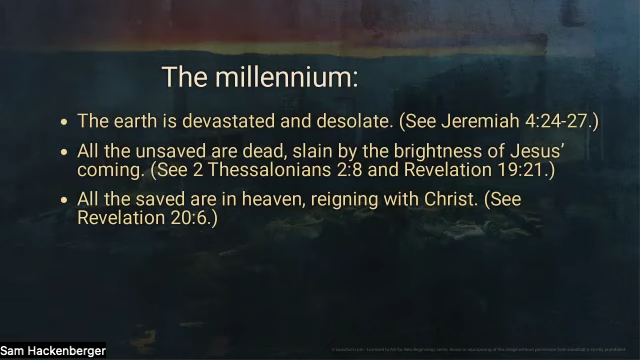 The millennium:
• The earth is devastated and desolate. (See Jeremiah 4:24-27.)
• All the unsaved are dead, slain by the brightness of Jesus’
coming. (See 2 Thessalonians 2:8 and Revelation 19:21.)
• All the saved are in heaven, reigning with Christ. (See
Revelation 20:6.)
Sam Hackenberger